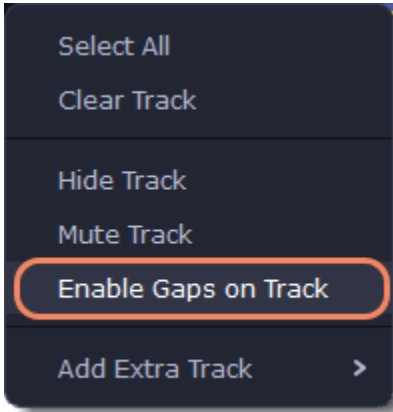 Select All
Clear Track
Hide Track
Mute Track
Enable Gaps on Track
Add Extra Track >